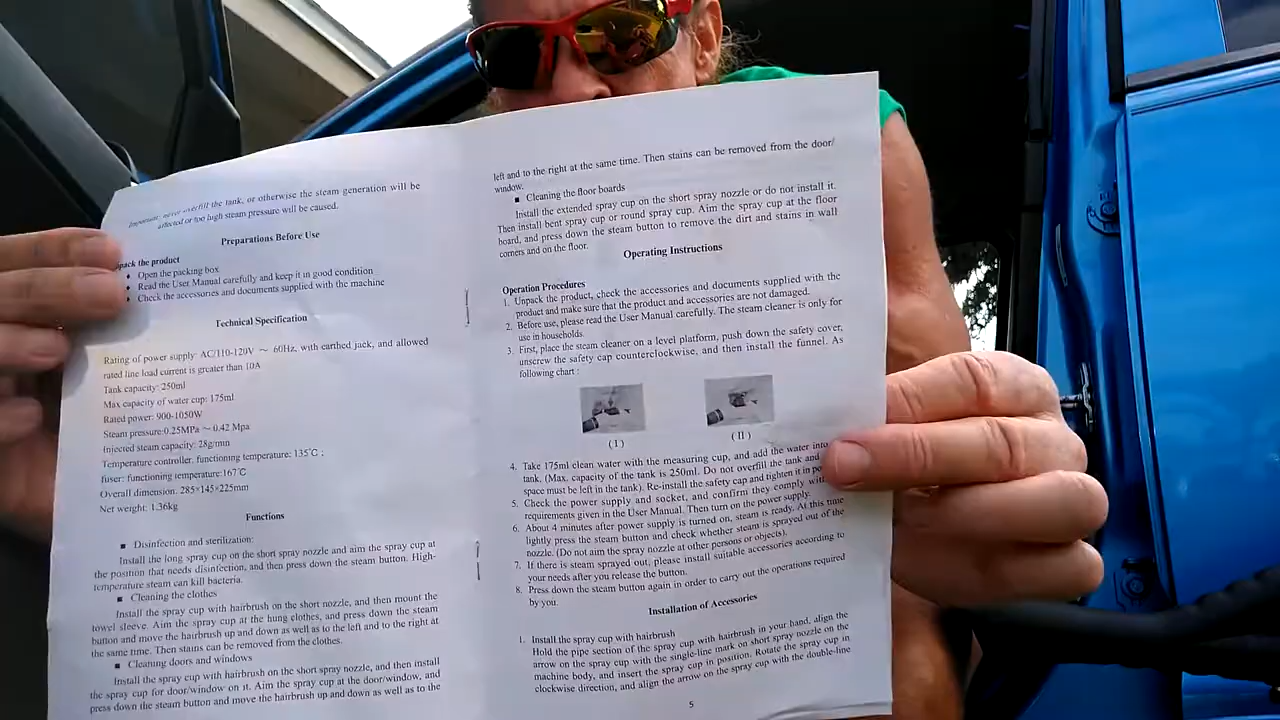 Important: never overfill the tank, or otherwise the steam generation will be
affected or too high steam pressure will be caused.
Preparations Before Use
pack the product
• Open the packing box
• Read the User Manual carefully and keep it in good condition
• Check the accessories and documents supplied with the machine
Technical Specification
Rating of power supply: AC/110-120V ~ 60Hz, with earthed jack, and allowed
rated line load current is greater than 10A
Tank capacity: 250ml
Max capacity of water cup: 175ml
Rated power: 900-1050W
Steam pressure:0.25MPa ~ 0.42 Mpa
Injected steam capacity: 28g/min
Temperature controller. functioning temperature: 135℃ ;
fuser: functioning temperature:167℃
Overall dimension. 285*145*225mm
Net weight: 1.36kg
Functions
■ Disinfection and sterilization:
Install the long spray cup on the short spray nozzle and aim the spray cup at
the position that needs disinfection, and then press down the steam button. High-
temperature steam can kill bacteria.
■ Cleaning the clothes
Install the spray cup with hairbrush on the short nozzle, and then mount the
towel sleeve. Aim the spray cup at the hung clothes, and press down the steam
button and move the hairbrush up and down as well as to the left and to the right at
the same time. Then stains can be removed from the clothes.
■ Cleaning doors and windows
Install the spray cup with hairbrush on the short spray nozzle, and then install
the spray cup for door/window on it. Aim the spray cup at the door/window, and
press down the steam button and move the hairbrush up and down as well as to the
left and to the right at the same time. Then stains can be removed from the door/
window.
■ Cleaning the floor boards
Install the extended spray cup on the short spray nozzle or do not install it.
Then install bent spray cup or round spray cup. Aim the spray cup at the floor
board, and press down the steam button to remove the dirt and stains in wall
corners and on the floor.
Operating Instructions
Operation Procedures
1. Unpack the product, check the accessories and documents supplied with the
product and make sure that the product and accessories are not damaged.
2. Before use, please read the User Manual carefully. The steam cleaner is only for
use in households.
3. First, place the steam cleaner on a level platform, push down the safety cover,
unscrew the safety cap counterclockwise, and then install the funnel. As
following chart :
( I )
( II )
4. Take 175ml clean water with the measuring cup, and add the water into
tank. (Max. capacity of the tank is 250ml. Do not overfill the tank and
space must be left in the tank). Re-install the safety cap and tighten it in
5. Check the power supply and socket, and confirm they comply with
requirements given in the User Manual. Then turn on the power supply.
6. About 4 minutes after power supply is turned on, steam is ready. At this time
lightly press the steam button and check whether steam is sprayed out of the
nozzle. (Do not aim the spray nozzle at other persons or objects).
7. If there is steam sprayed out, please install suitable accessories according to
your needs after you release the button.
8. Press down the steam button again in order to carry out the operations required
by you.
Installation of Accessories
1. Install the spray cup with hairbrush
Hold the pipe section of the spray cup with hairbrush in your hand, align the
arrow on the spray cup with the single-line mark on short spray nozzle on the
machine body, and insert the spray cup in position. Rotate the spray cup in
clockwise direction, and align the arrow on the spray cup with the double-line
5